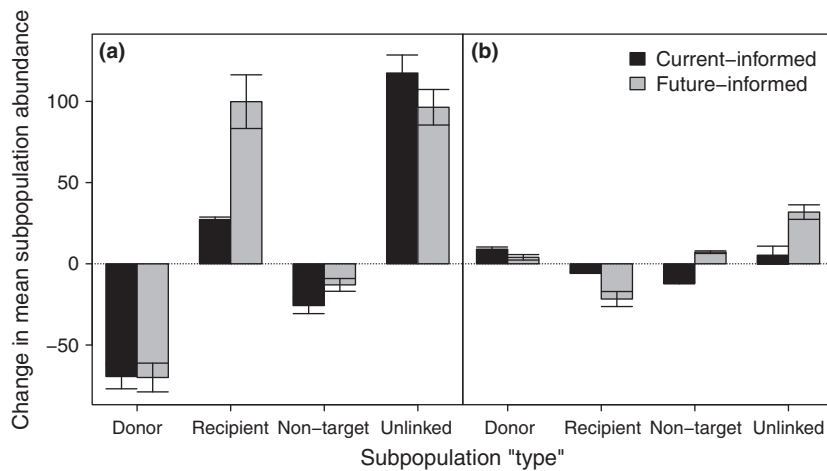 (a)
(b)
Current−informed
Future−informed
Change in mean subpopulation abundance
100
50
0
−50
Donor Recipient Non−target Unlinked Donor Recipient Non−target Unlinked
Subpopulation "type"